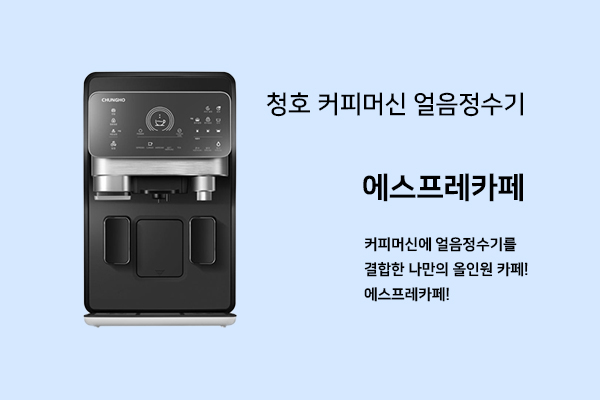 CHUNGHO
청호 커피머신 얼음정수기
에스프레카페
커피머신에 얼음정수기를
결합한 나만의 올인원 카페!
에스프레카페!